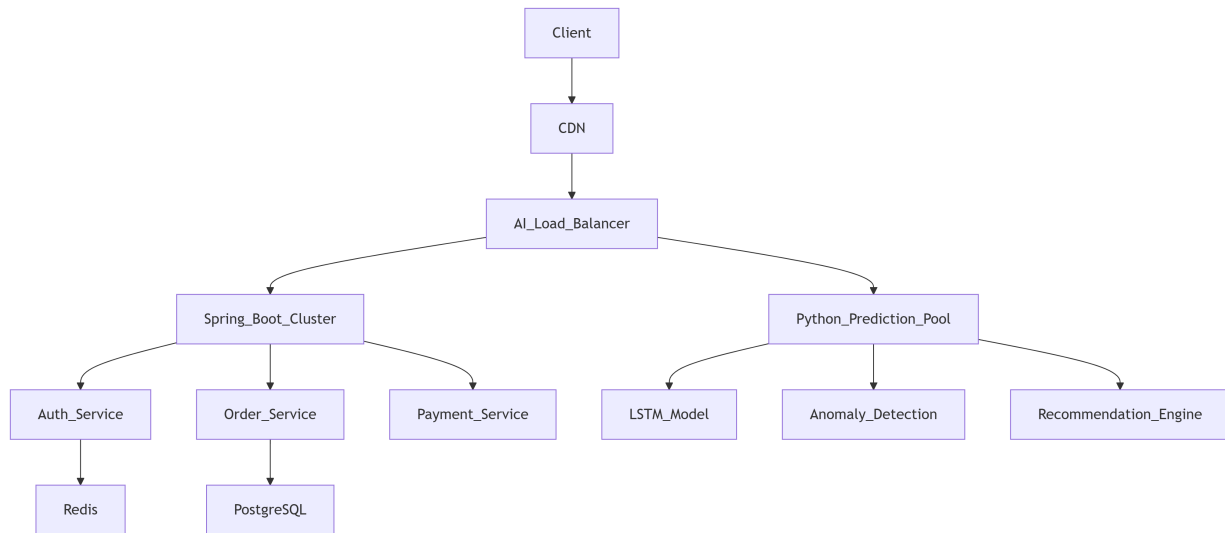 Client
CDN
AI_Load_Balancer
Spring_Boot_Cluster
Python_Prediction_Pool
Auth_Service
Order_Service
Payment_Service
LSTM_Model
Anomaly_Detection
Recommendation_Engine
Redis
PostgreSQL